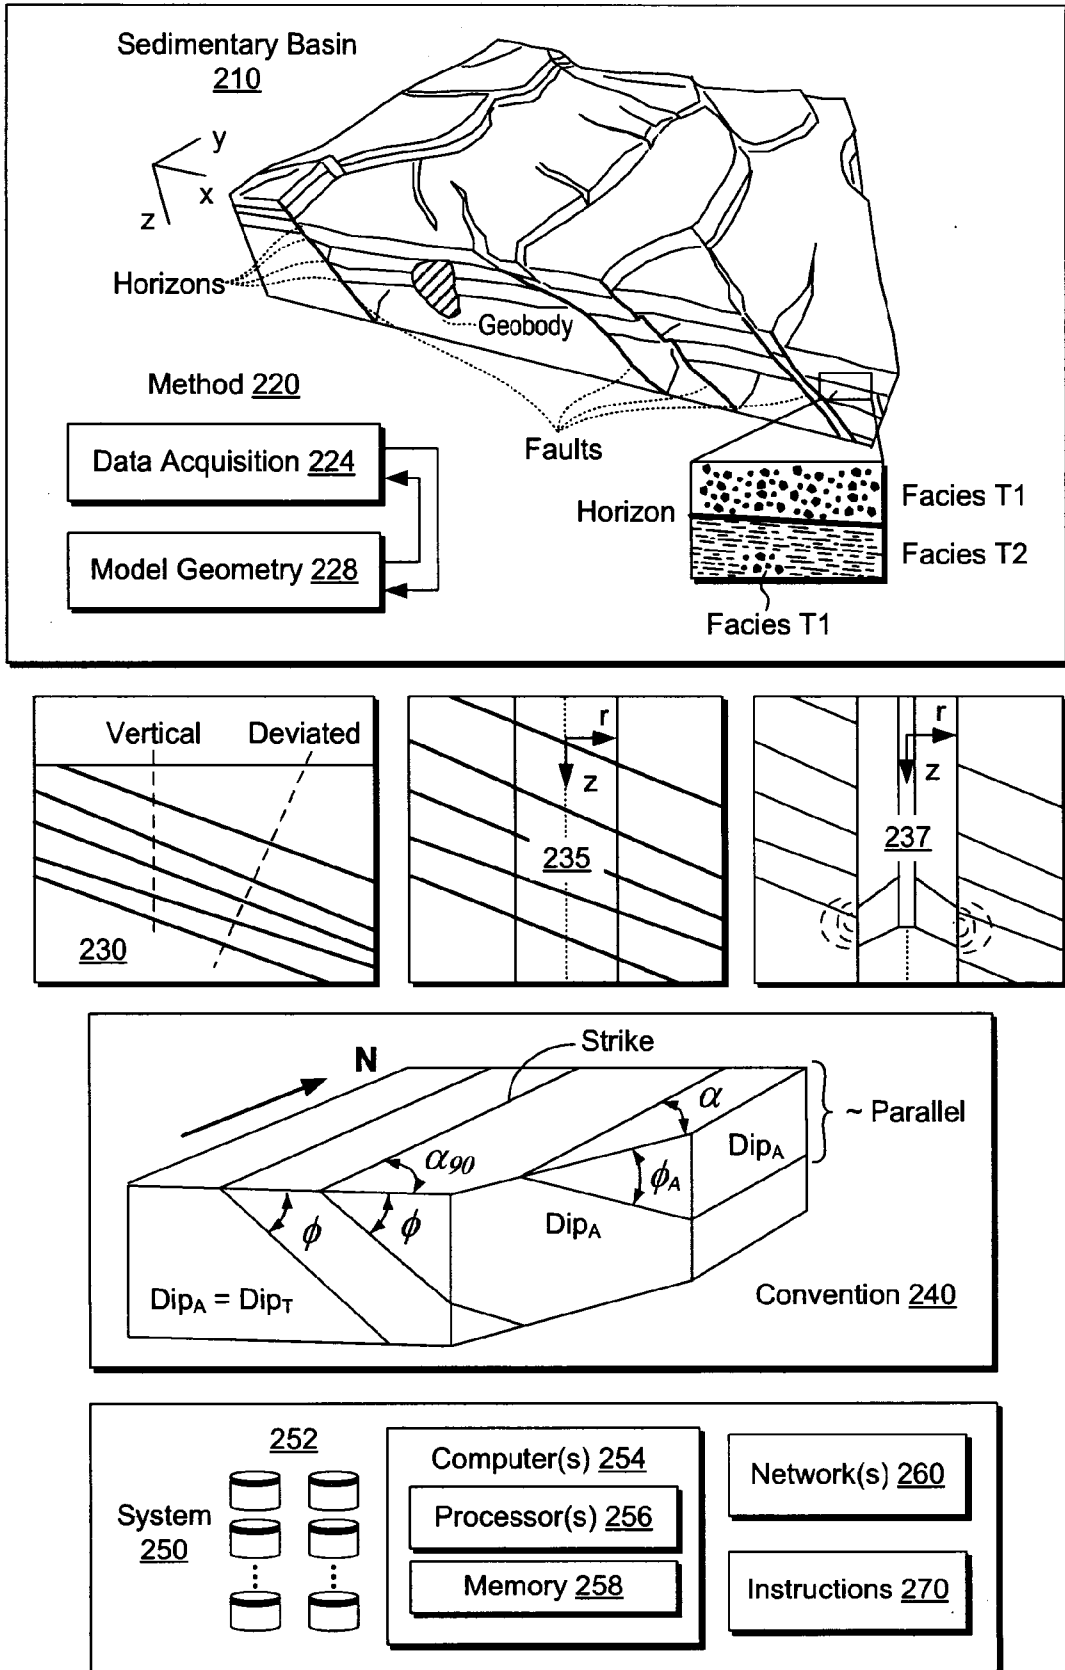 Sedimentary Basin
210
y
x
z
Horizons
Geobody
Method 220
Faults
Data Acquisition 224
Model Geometry 228
Horizon
Facies T1
Facies T2
Facies T1
Vertical
Deviated
230
r
z
235
r
z
237
N
Strike
α
~ Parallel
α90
ϕA
DipA
ϕ
ϕ
DipA
DipA = DipT
Convention 240
252
System
250
Computer(s) 254
Processor(s) 256
Memory 258
Network(s) 260
Instructions 270